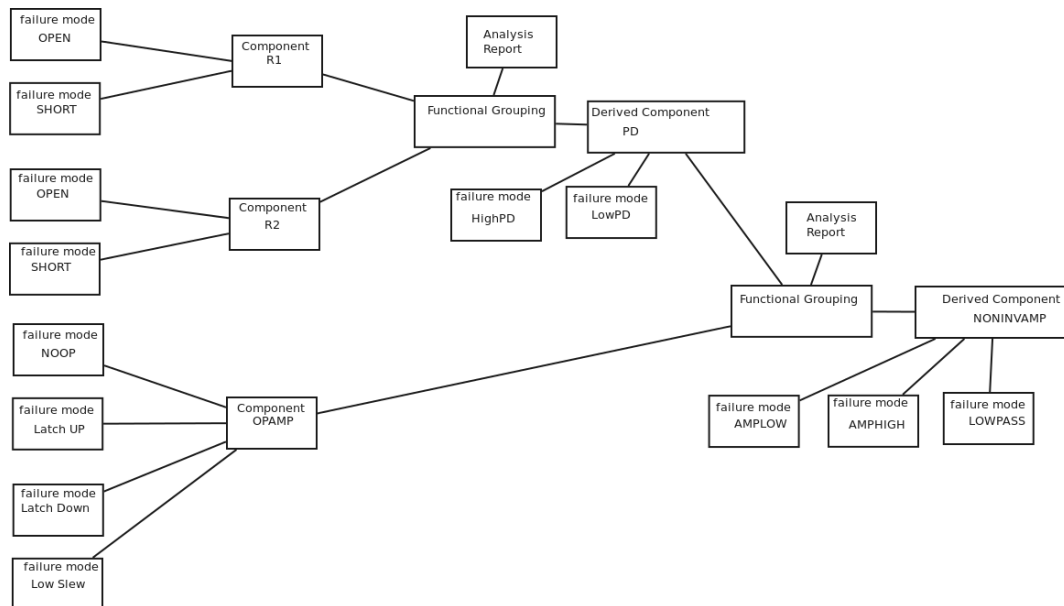 failure mode
OPEN
failure mode
SHORT
Component
R1
Analysis
Report
Functional Grouping
Derived Component
PD
failure mode
OPEN
failure mode
SHORT
Component
R2
failure mode
HighPD
failure mode
LowPD
Analysis
Report
Functional Grouping
Derived Component
NONINVAMP
failure mode
NOOP
failure mode
Latch UP
failure mode
Latch Down
failure mode
Low Slew
Component
OPAMP
failure mode
AMPLOW
failure mode
AMPHIGH
failure mode
LOWPASS